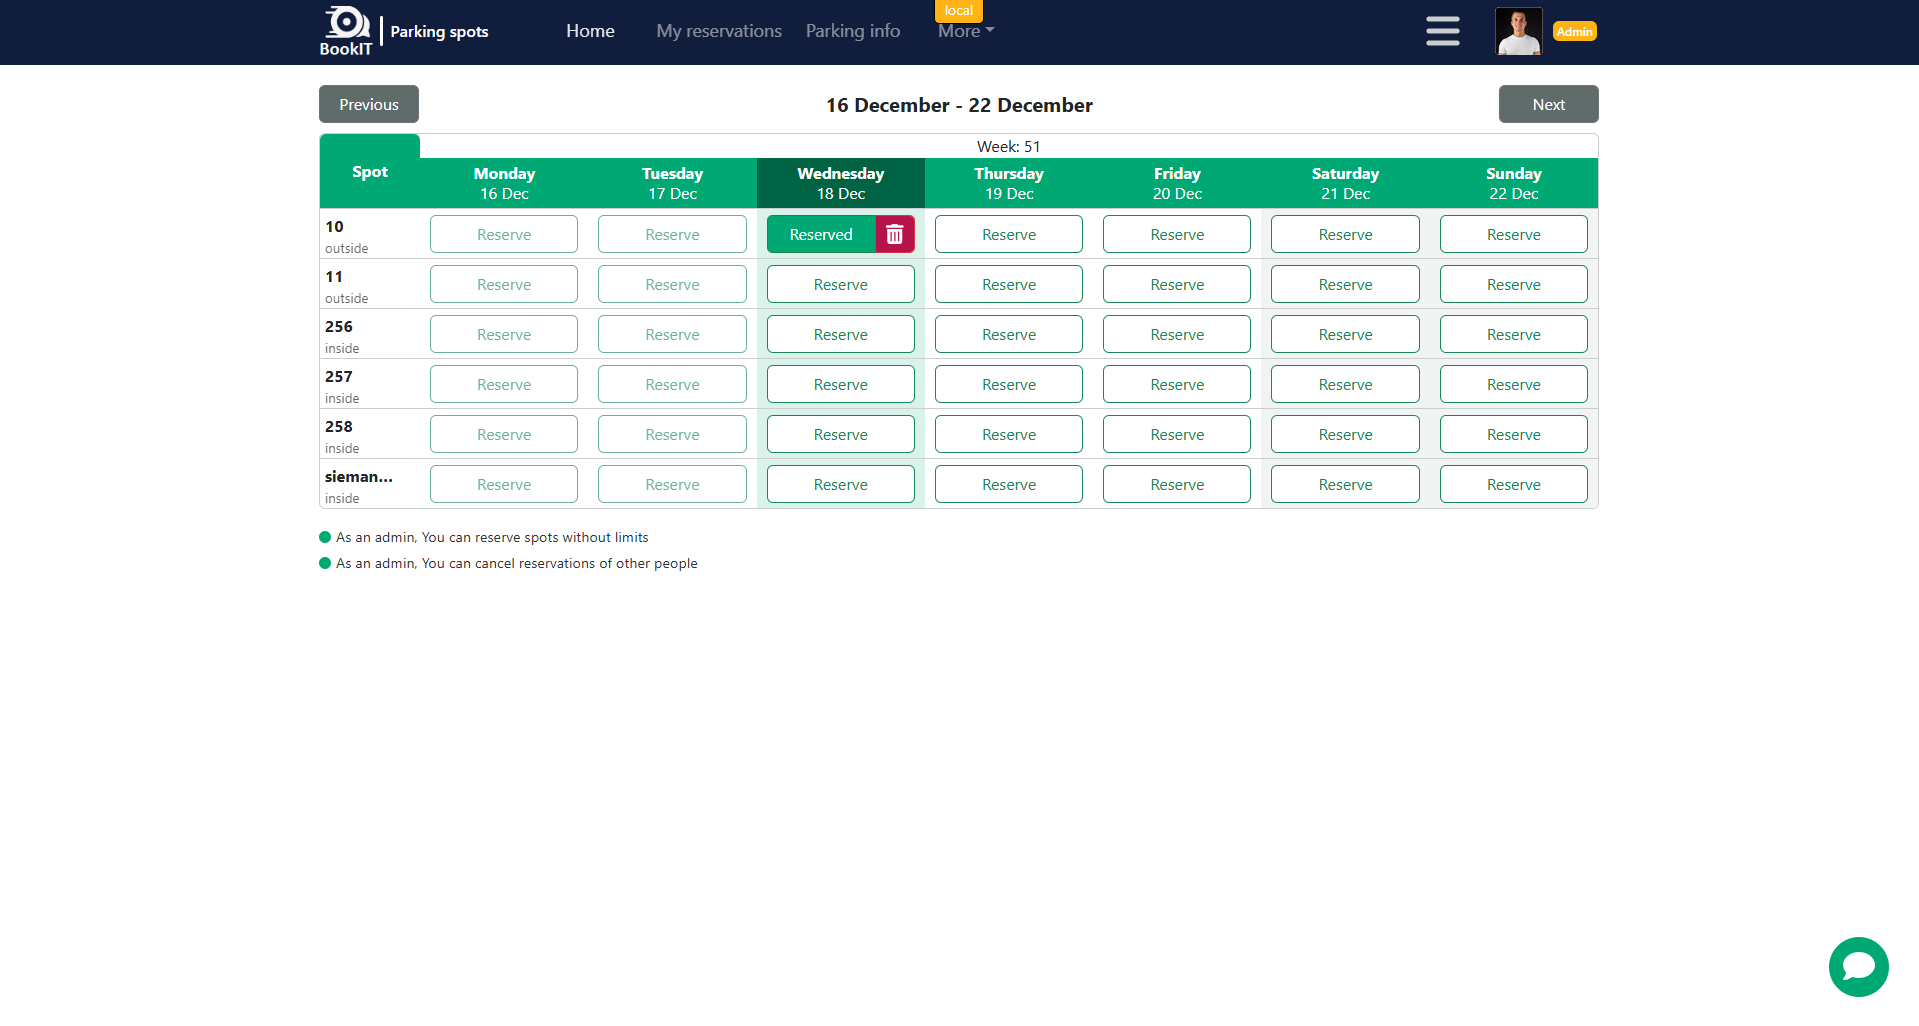 local
BookIT
Parking spots
Home
My reservations
Parking info
More
Admin
Previous
16 December - 22 December
Next
Week: 51
Spot
Monday
16 Dec
Tuesday
17 Dec
Wednesday
18 Dec
Thursday
19 Dec
Friday
20 Dec
Saturday
21 Dec
Sunday
22 Dec
10
outside
Reserve
Reserve
Reserved
Reserve
Reserve
Reserve
Reserve
11
outside
Reserve
Reserve
Reserve
Reserve
Reserve
Reserve
Reserve
256
inside
Reserve
Reserve
Reserve
Reserve
Reserve
Reserve
Reserve
257
inside
Reserve
Reserve
Reserve
Reserve
Reserve
Reserve
Reserve
258
inside
Reserve
Reserve
Reserve
Reserve
Reserve
Reserve
Reserve
sieman...
inside
Reserve
Reserve
Reserve
Reserve
Reserve
Reserve
Reserve
As an admin, You can reserve spots without limits
As an admin, You can cancel reservations of other people